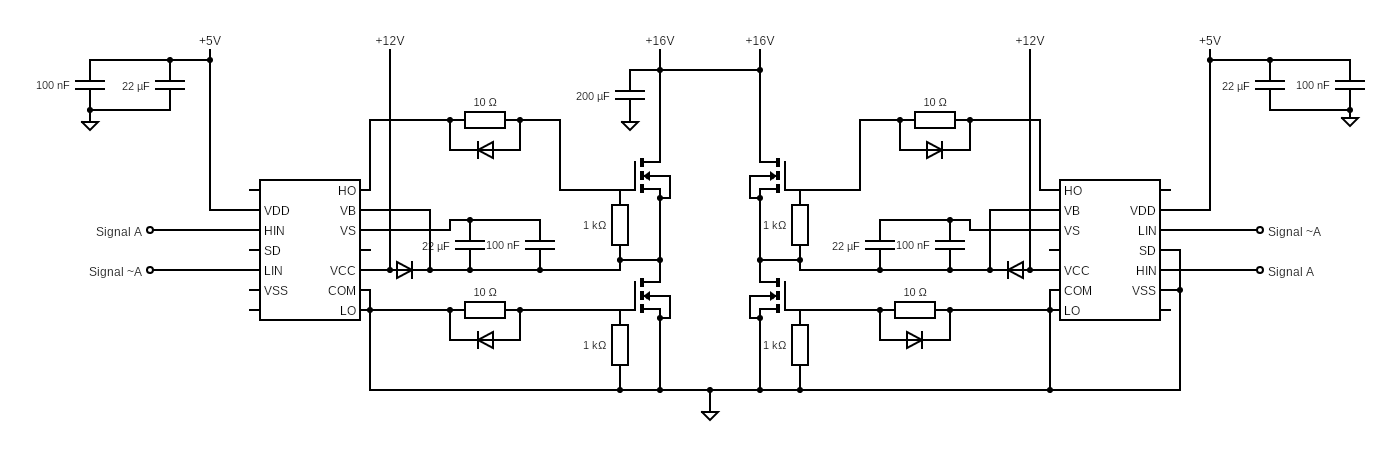 +5V
+12V
+16V
+16V
+12V
+5V
100 nF
22 µF
200 µF
22 µF
100 nF
10 Ω
10 Ω
HO
VDD
VB
HIN
VS
SD
LIN
VCC
VSS
COM
LO
Signal A
Signal ~A
22 µF
100 nF
1 kΩ
1 kΩ
22 µF
100 nF
HO
VB
VDD
VS
LIN
SD
VCC
HIN
COM
VSS
LO
Signal ~A
Signal A
10 Ω
10 Ω
1 kΩ
1 kΩ